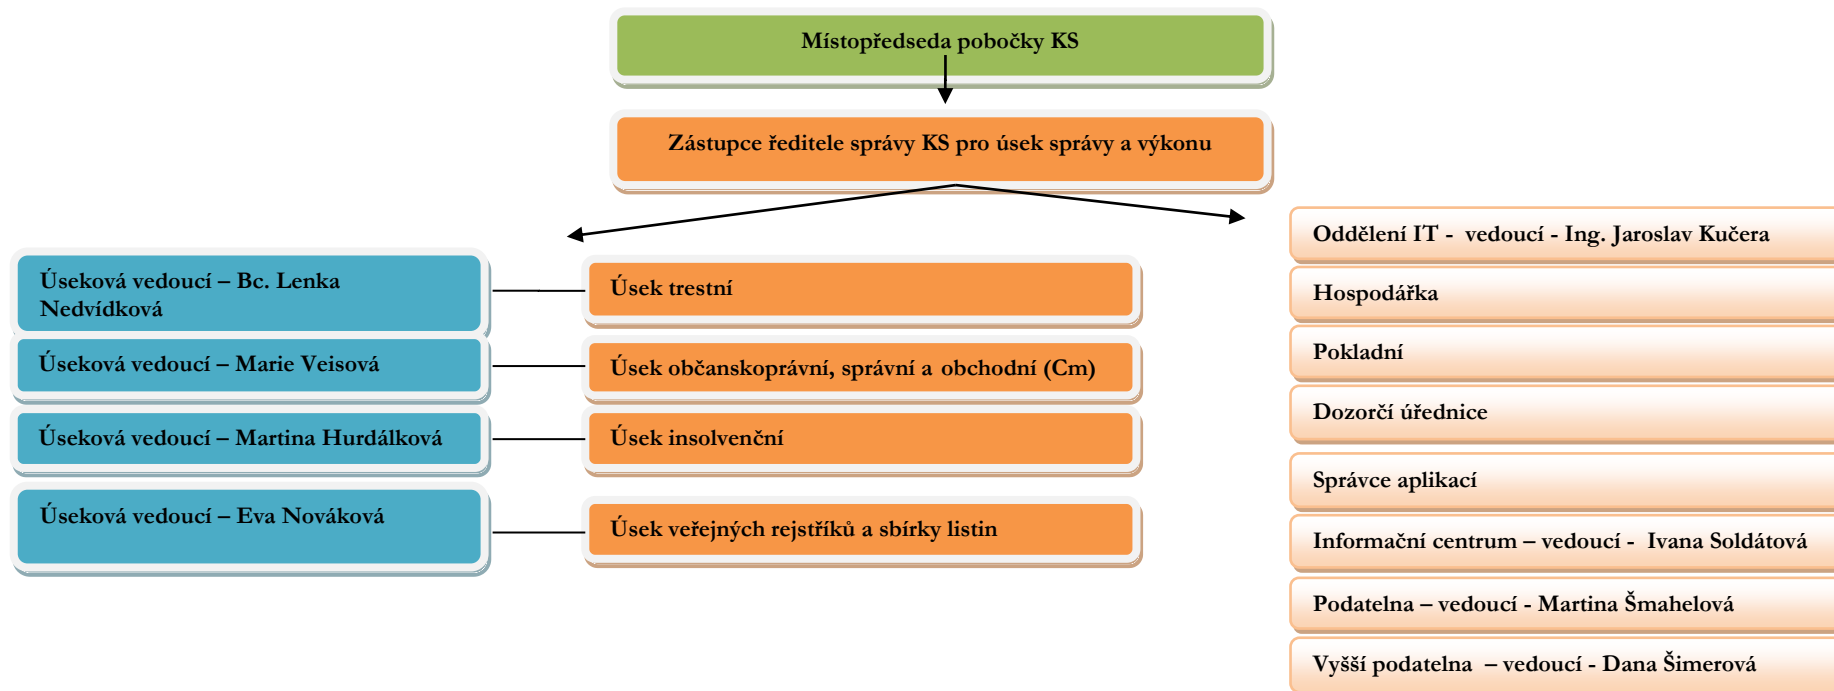 Místopředseda pobočky KS
Zástupce ředitele správy KS pro úsek správy a výkonu
Úseková vedoucí – Bc. Lenka
Nedvídková
Úsek trestní
Úseková vedoucí – Marie Veisová
Úsek občanskoprávní, správní a obchodní (Cm)
Úseková vedoucí – Martina Hurdálková
Úsek insolvenční
Úseková vedoucí – Eva Nováková
Úsek veřejných rejstříků a sbírky listin
Oddělení IT - vedoucí - Ing. Jaroslav Kučera
Hospodářka
Pokladní
Dozorčí úřednice
Správce aplikací
Informační centrum – vedoucí - Ivana Soldátová
Podatelna – vedoucí - Martina Šmahelová
Vyšší podatelna – vedoucí - Dana Šimerová